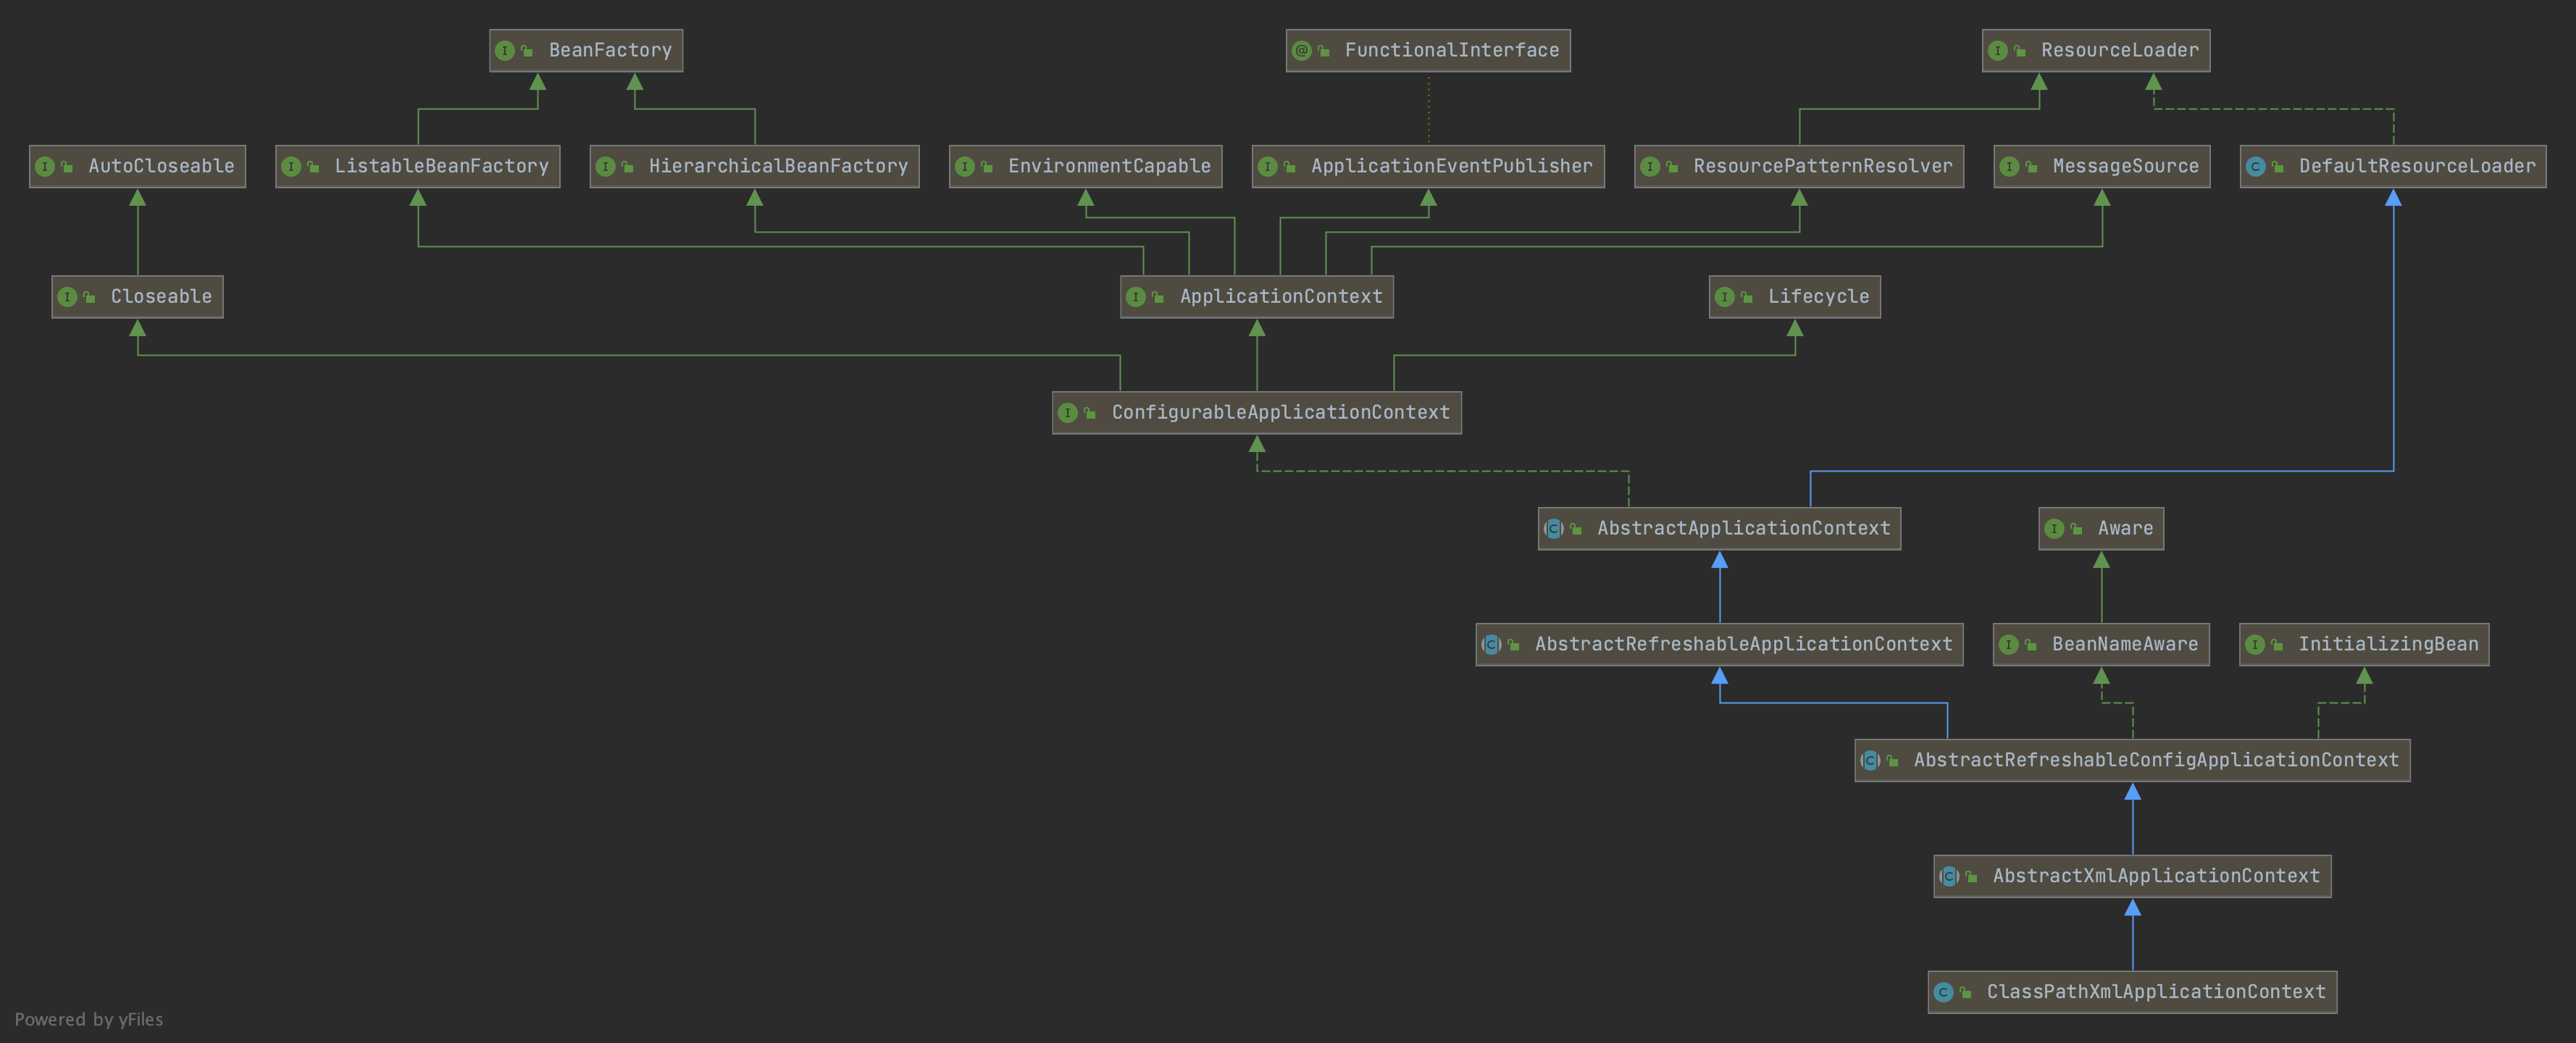 BeanFactory
FunctionalInterface
ResourceLoader
AutoCloseable
ListableBeanFactory
HierarchicalBeanFactory
EnvironmentCapable
ApplicationEventPublisher
ResourcePatternResolver
MessageSource
DefaultResourceLoader
Closeable
ApplicationContext
Lifecycle
ConfigurableApplicationContext
AbstractApplicationContext
Aware
AbstractRefreshableApplicationContext
BeanNameAware
InitializingBean
AbstractRefreshableConfigApplicationContext
AbstractXmlApplicationContext
ClassPathXmlApplicationContext
Powered by yFiles